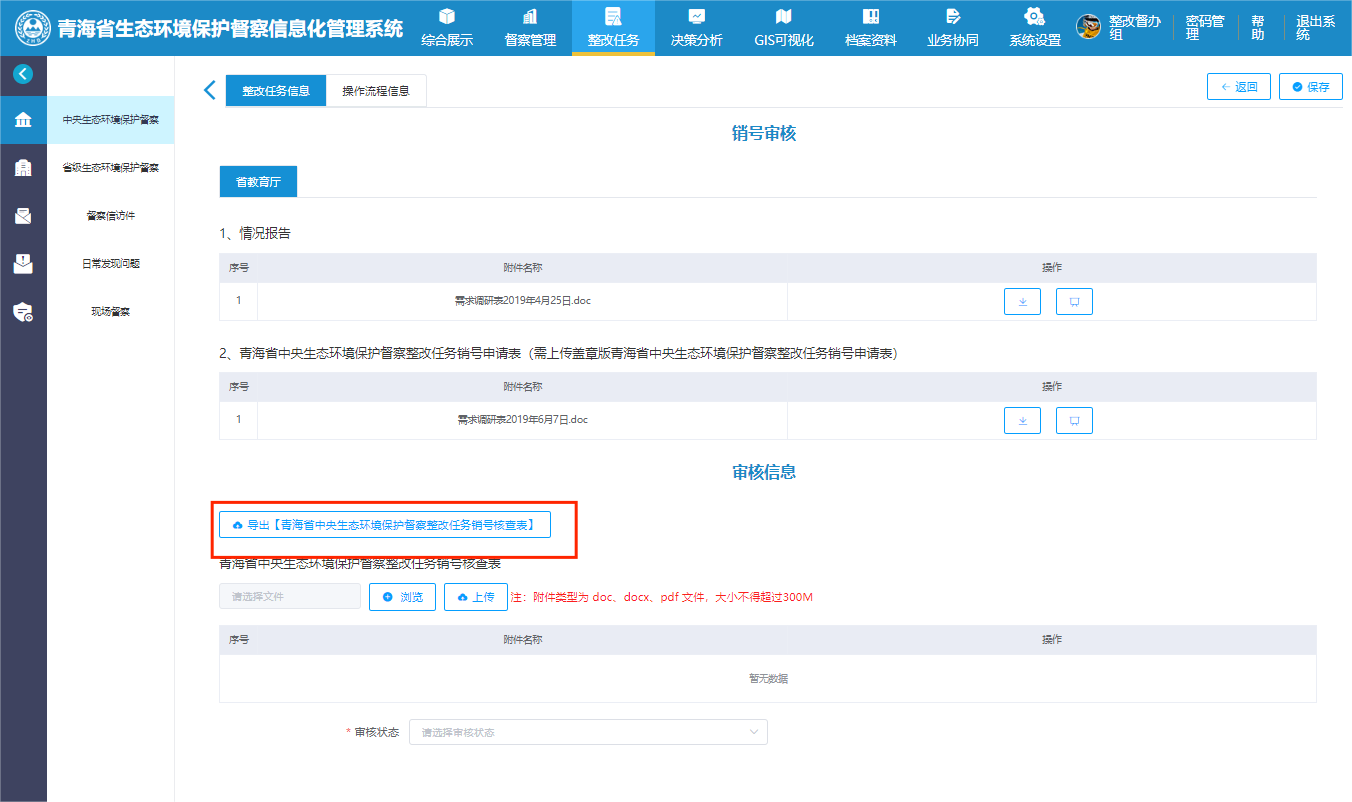 青海省生态环境保护督察信息化管理系统
综合展示
督察管理
整改任务
决策分析
GIS可视化
档案资料
业务协同
系统设置
整改督办组
密码管理
帮助
退出系统
中央生态环境保护督察
省级生态环境保护督察
督察信访件
日常发现问题
现场督察
整改任务信息
操作流程信息
返回
保存
销号审核
省教育厅
1、情况报告
序号 附件名称 操作
1 需求调研表2019年4月25日.doc
2、青海省中央生态环境保护督察整改任务销号申请表（需上传盖章版青海省中央生态环境保护督察整改任务销号申请表）
序号 附件名称 操作
1 需求调研表2019年6月7日.doc
审核信息
导出【青海省中央生态环境保护督察整改任务销号核查表】
青海省中央生态环境保护督察整改任务销号核查表
请选择文件 浏览 上传 注：附件类型为 doc、docx、pdf 文件，大小不得超过300M
序号 附件名称 操作
暂无数据
* 审核状态 请选择审核状态